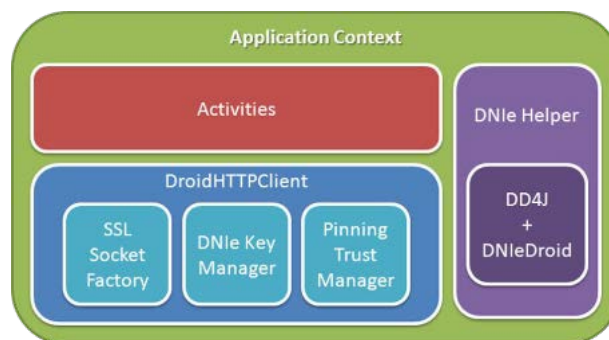 Application Context
Activities
DNIe Helper
DroidHTTPClient
SSL
Socket
Factory
DNIe Key
Manager
Pinning
Trust
Manager
DD4J
+
DNIeDroid